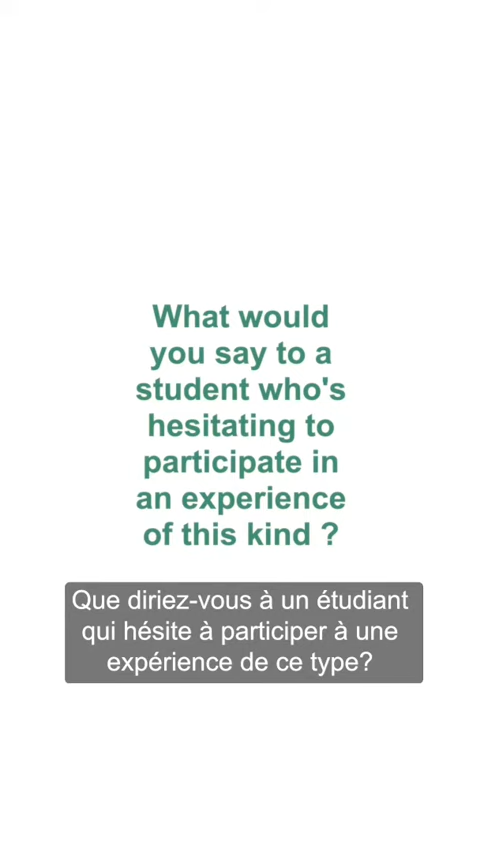 What would
you say to a
student who's
hesitating to
participate in
an experience
of this kind ?
Que diriez-vous à un étudiant
qui hésite à participer à une
expérience de ce type?